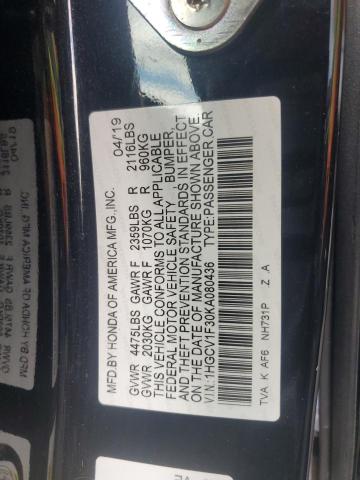 MFD.BY HONDA OF AMERICA MFG.,INC. 04/19
GVWR 4475LBS GAWR F 2359LBS R 2116LBS
GVWR 2030KG GAWR F 1070KG R 960KG
THIS VEHICLE CONFORMS TO ALL APPLICABLE
FEDERAL MOTOR VEHICLE SAFETY, BUMPER,
AND THEFT PREVENTION STANDARDS IN EFFECT
ON THE DATE OF MANUFACTURE SHOWN ABOVE.
V.I.N.:1HGCV1F30KA080436 TYPE:PASSENGER CAR
TVA K AF6 NH731P Z A